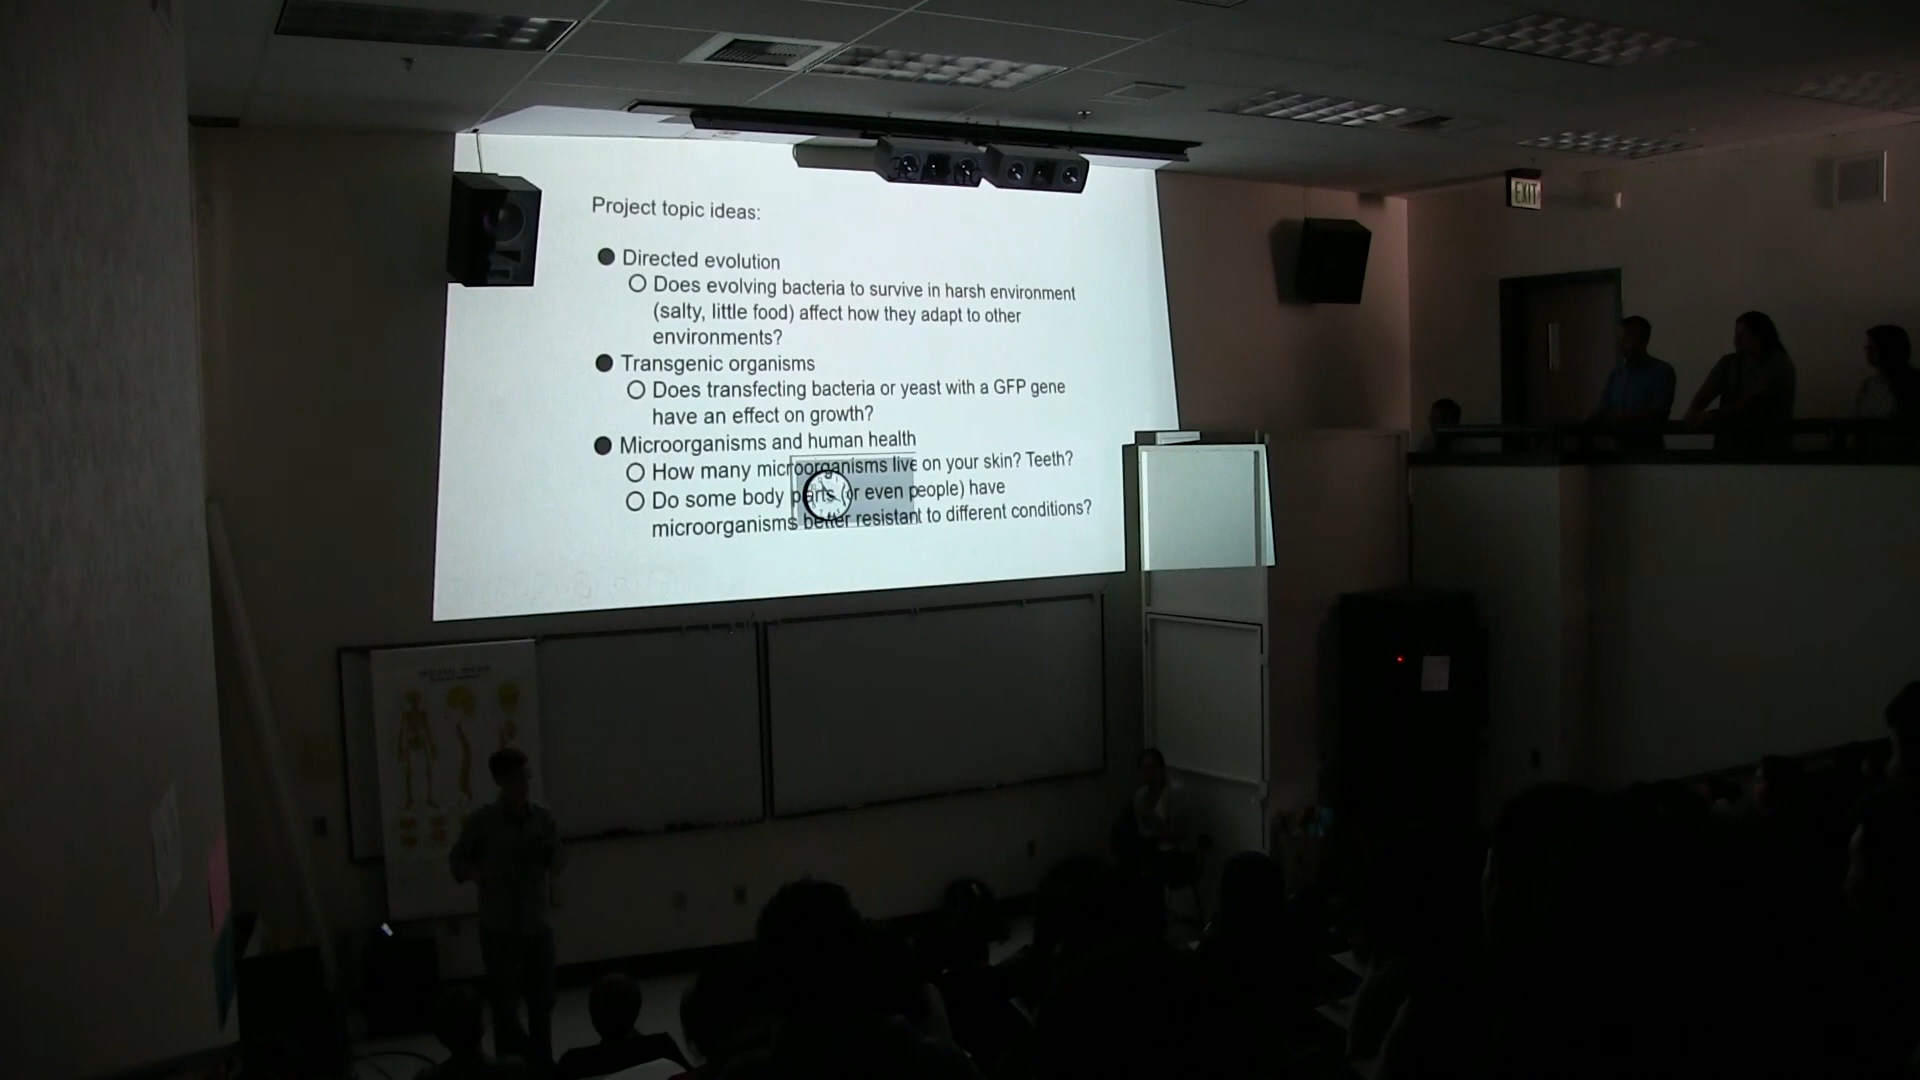 EXIT
Project topic ideas:
Directed evolution
Does evolving bacteria to survive in harsh environment
(salty, little food) affect how they adapt to other
environments?
Transgenic organisms
Does transfecting bacteria or yeast with a GFP gene
have an effect on growth?
Microorganisms and human health
How many microorganisms live on your skin? Teeth?
Do some body parts (or even people) have
microorganisms better resistant to different conditions?